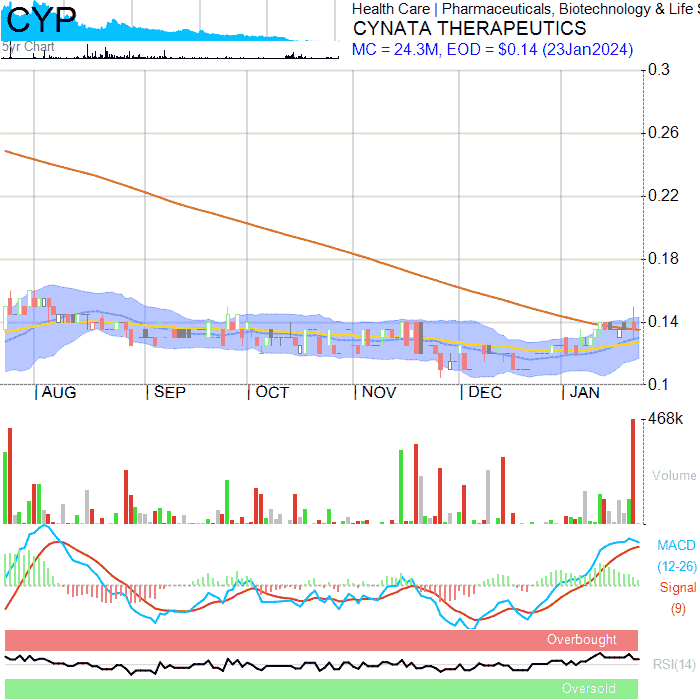 CYP
5yr Chart
Health Care | Pharmaceuticals, Biotechnology & Life S
CYNATA THERAPEUTICS
MC = 24.3M, EOD = $0.14 (23Jan2024)
0.3
0.26
0.22
0.18
0.14
0.1
| AUG | SEP | OCT | NOV | DEC | JAN
468k
Volume
MACD
(12-26)
Signal
(9)
Overbought
RSI(14)
Oversold